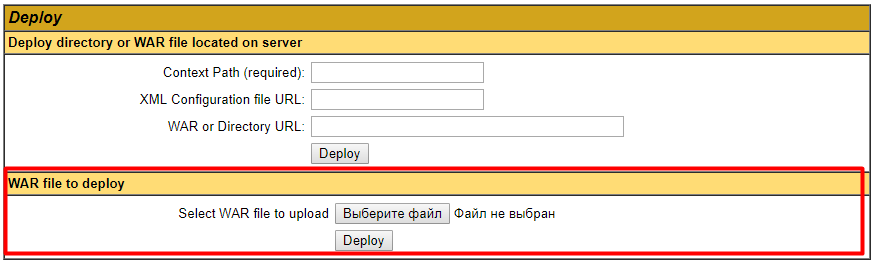 Deploy
Deploy directory or WAR file located on server
Context Path (required):
XML Configuration file URL:
WAR or Directory URL:
Deploy
WAR file to deploy
Select WAR file to upload Выберите файл Файл не выбран
Deploy